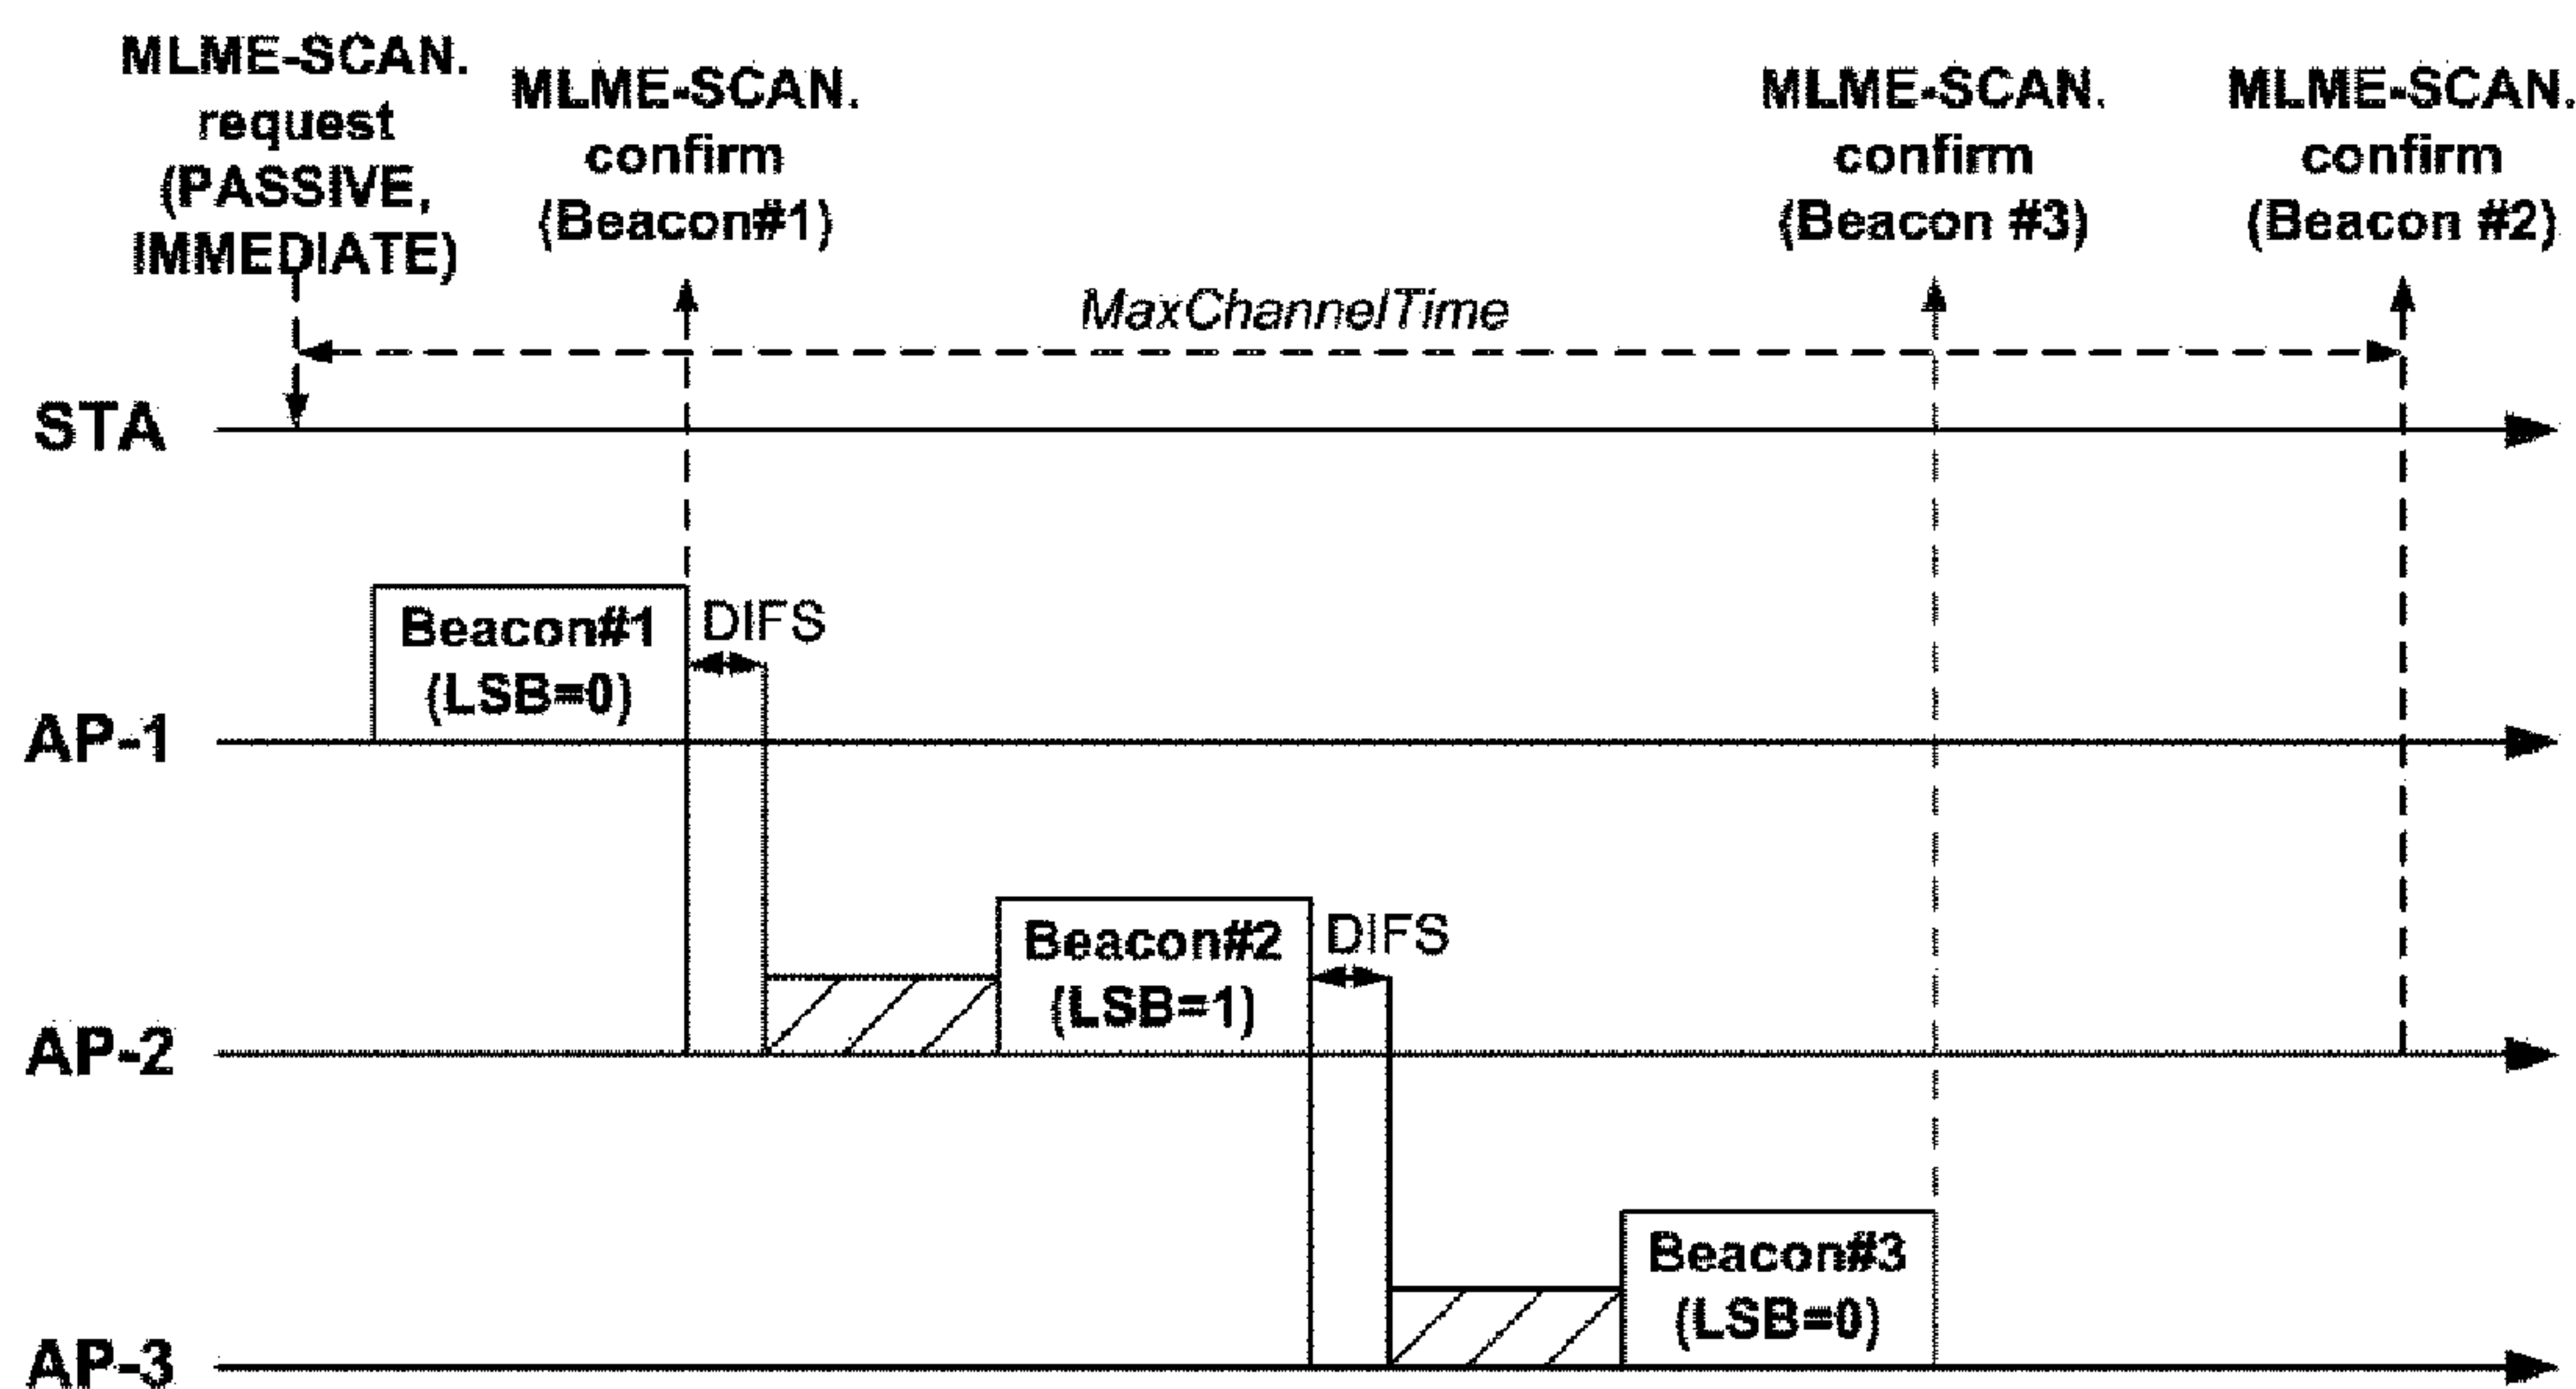 MLME-SCAN.
request
(PASSIVE,
IMMEDIATE)
MLME-SCAN.
confirm
(Beacon#1)
MLME-SCAN.
confirm
(Beacon #3)
MLME-SCAN.
confirm
(Beacon #2)
MaxChannelTime
STA
Beacon#1
(LSB=0)
DIFS
AP-1
Beacon#2
(LSB=1)
DIFS
AP-2
Beacon#3
(LSB=0)
AP-3